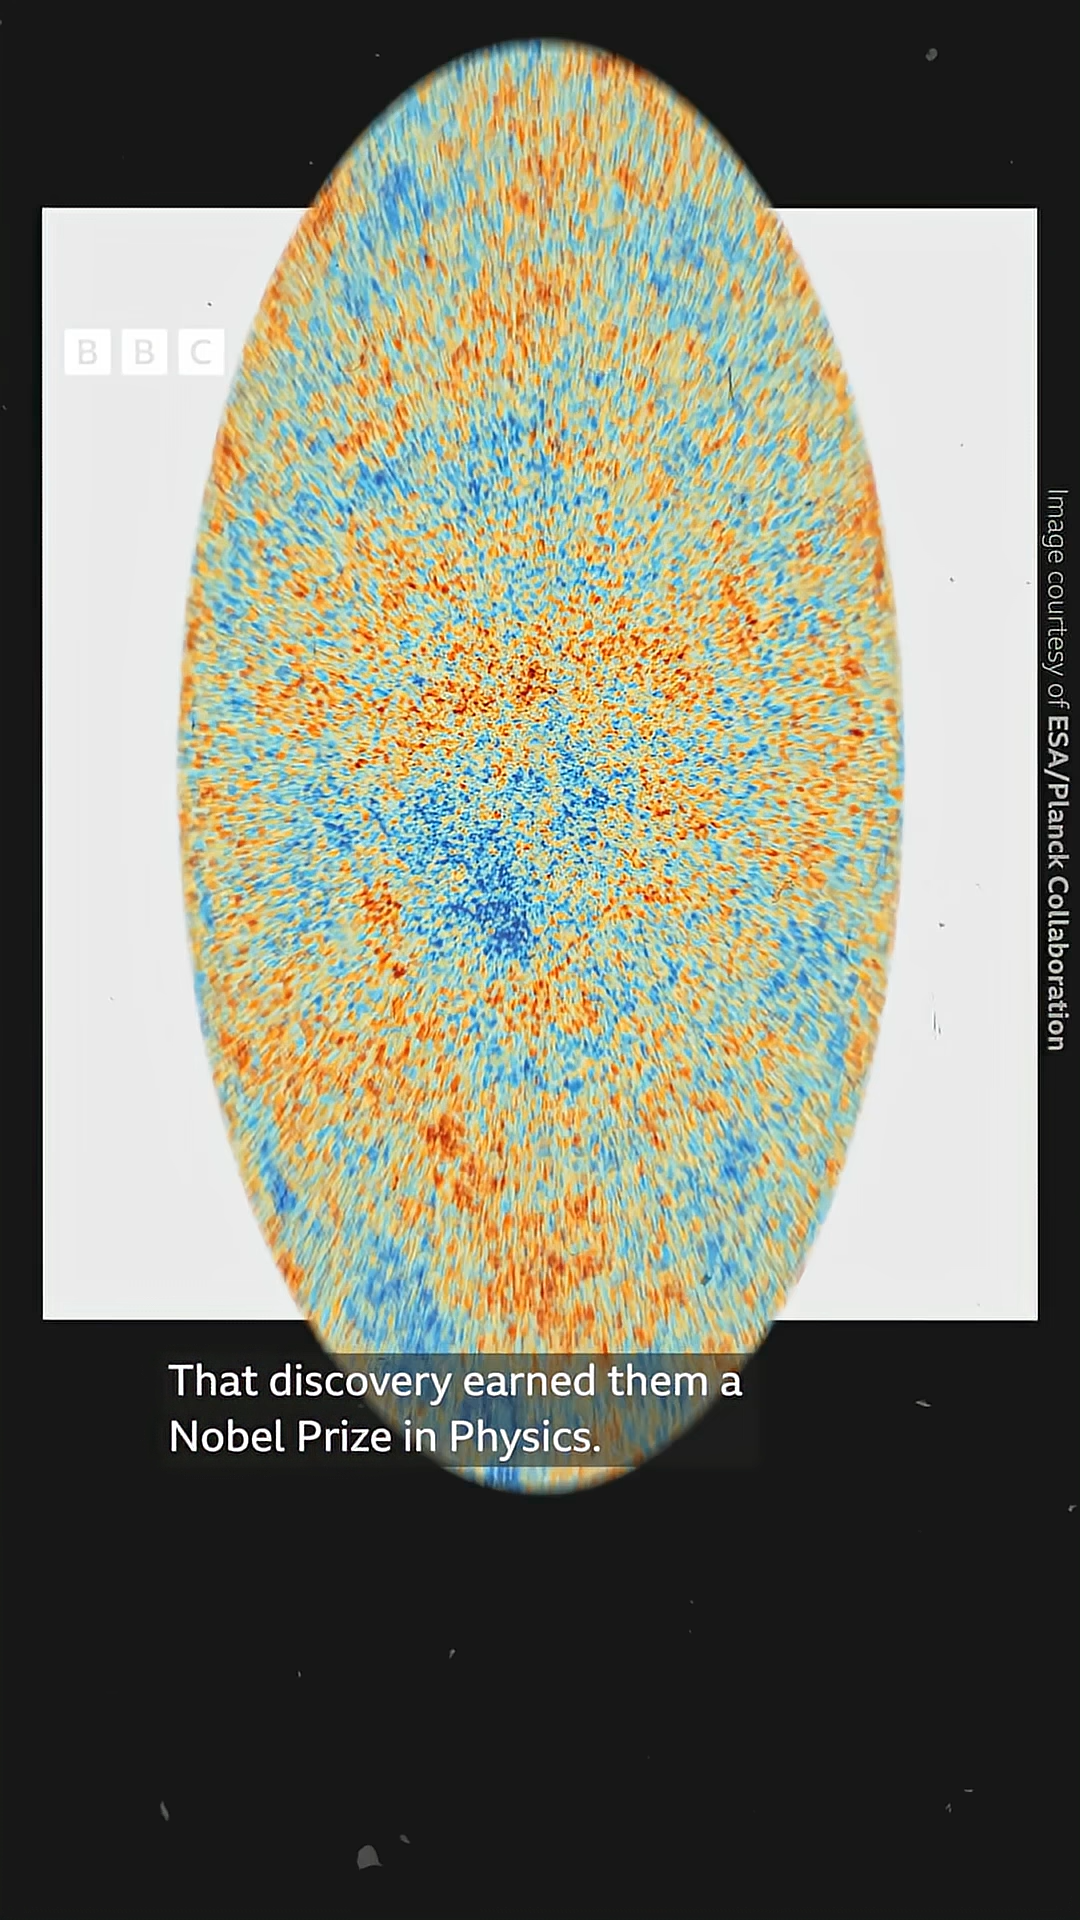 BBC
Image courtesy of ESA/Planck Collaboration
That discovery earned them a
Nobel Prize in Physics.